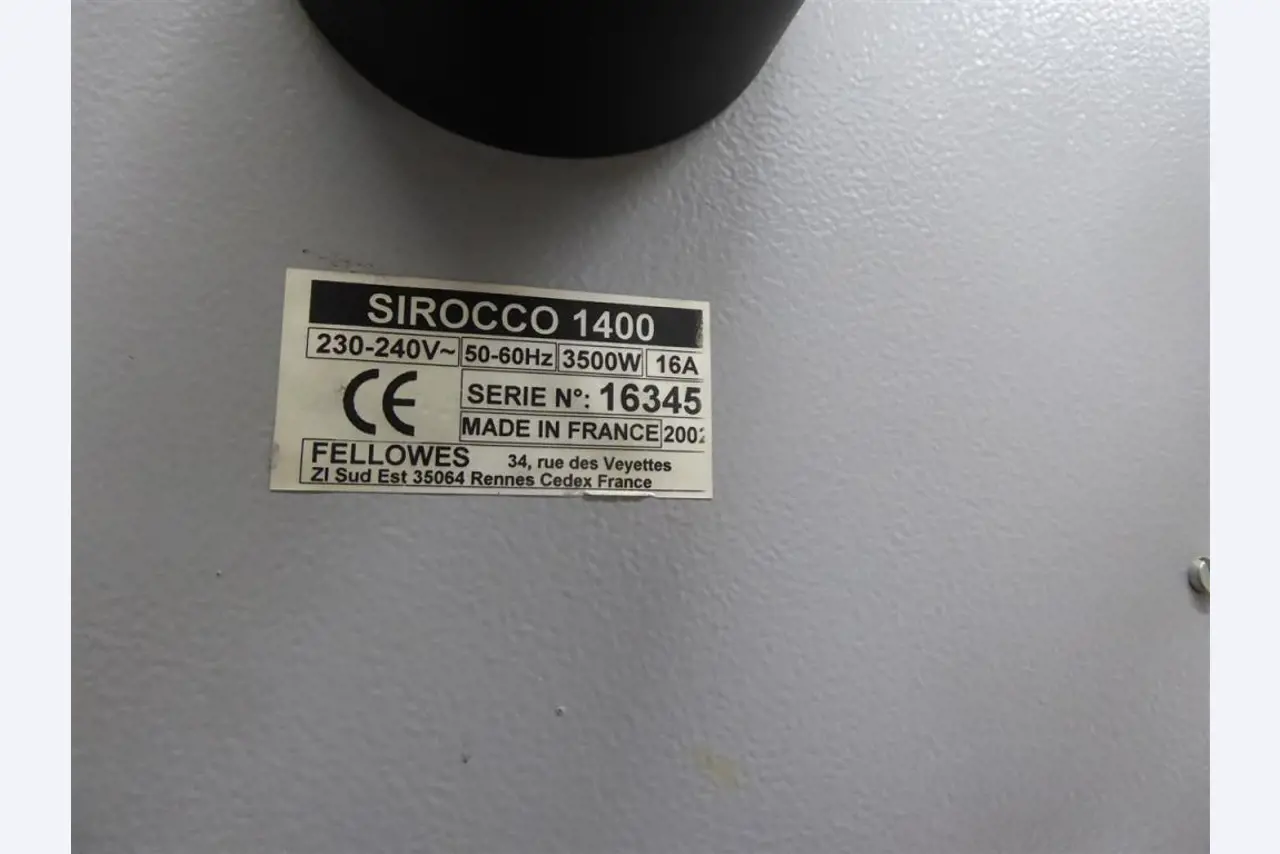 SIROCCO 1400
230-240V~ 50-60Hz 3500W 16A
CE
SERIE N°: 16345
MADE IN FRANCE 2002
FELLOWES 34, rue des Veyettes
ZI Sud Est 35064 Rennes Cedex France